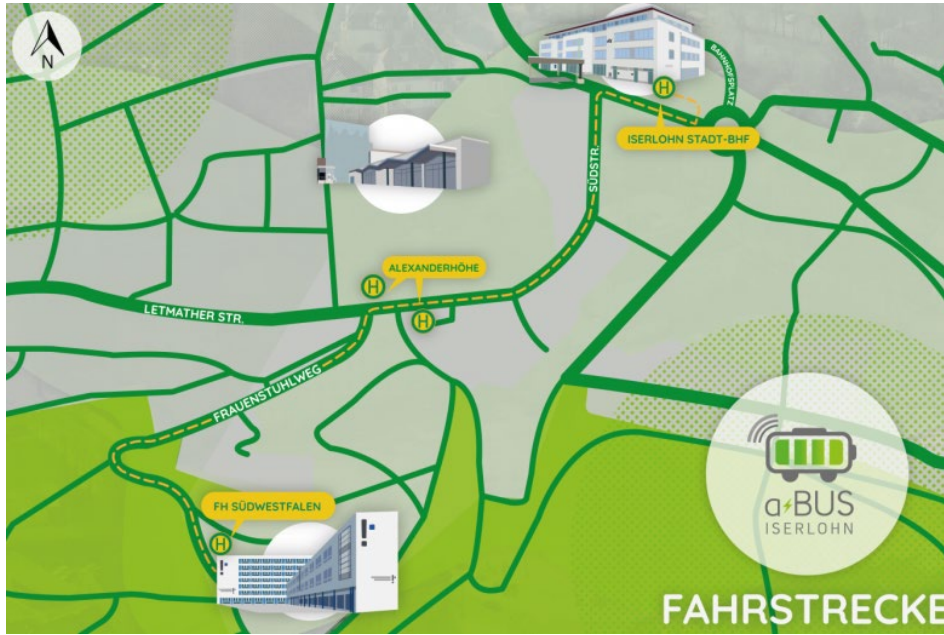 N
BAHNHOFSPLATZ
H
ISERLOHN STADT-BHF
SÜDSTR.
ALEXANDERHÖHE
H
H
LETMATHER STR.
FRAUENSTUHLWEG
FH SÜDWESTFALEN
H
a BUS
ISERLOHN
FAHRSTRECKE